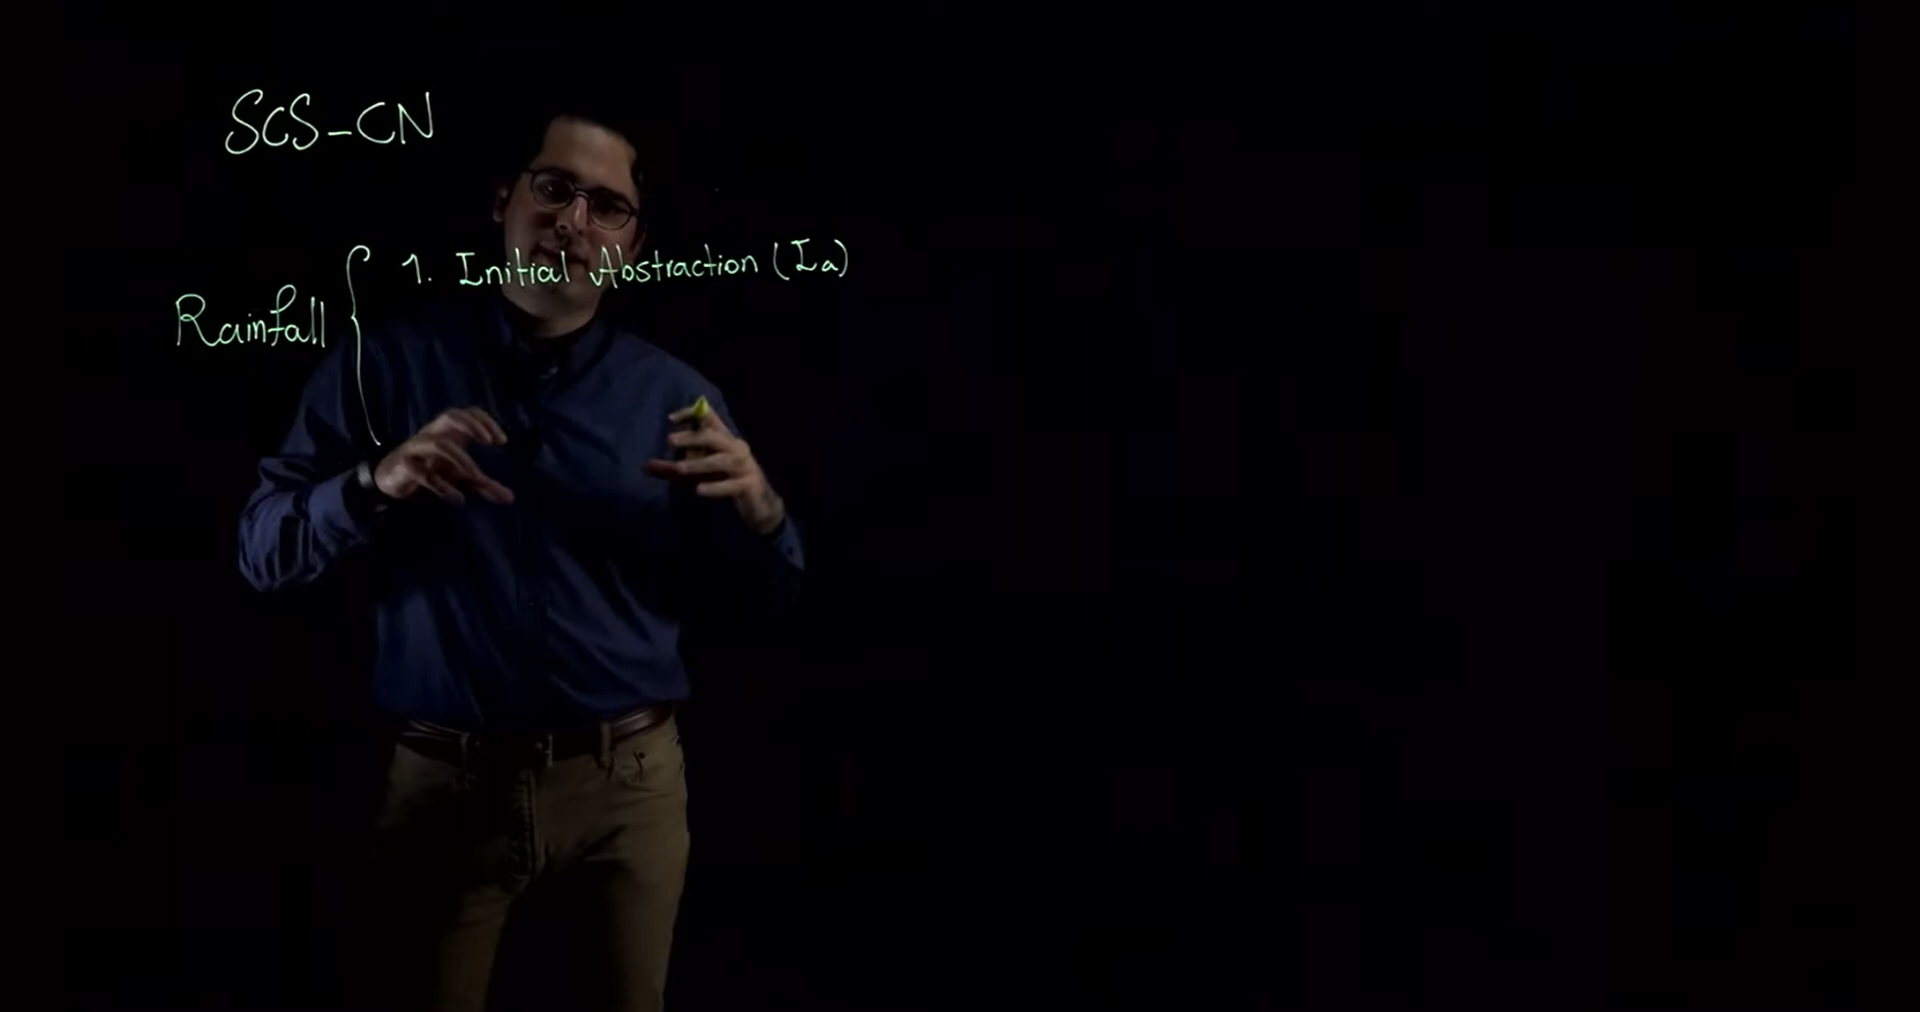 SCS-CN
Rainfall { 1. Initial Abstraction (Ia)